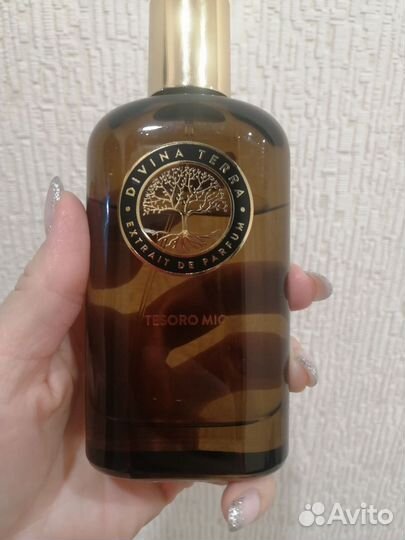 • DIVINA TERRA •
EXTRAIT DE PARFUM
TESORO MIO
Avito